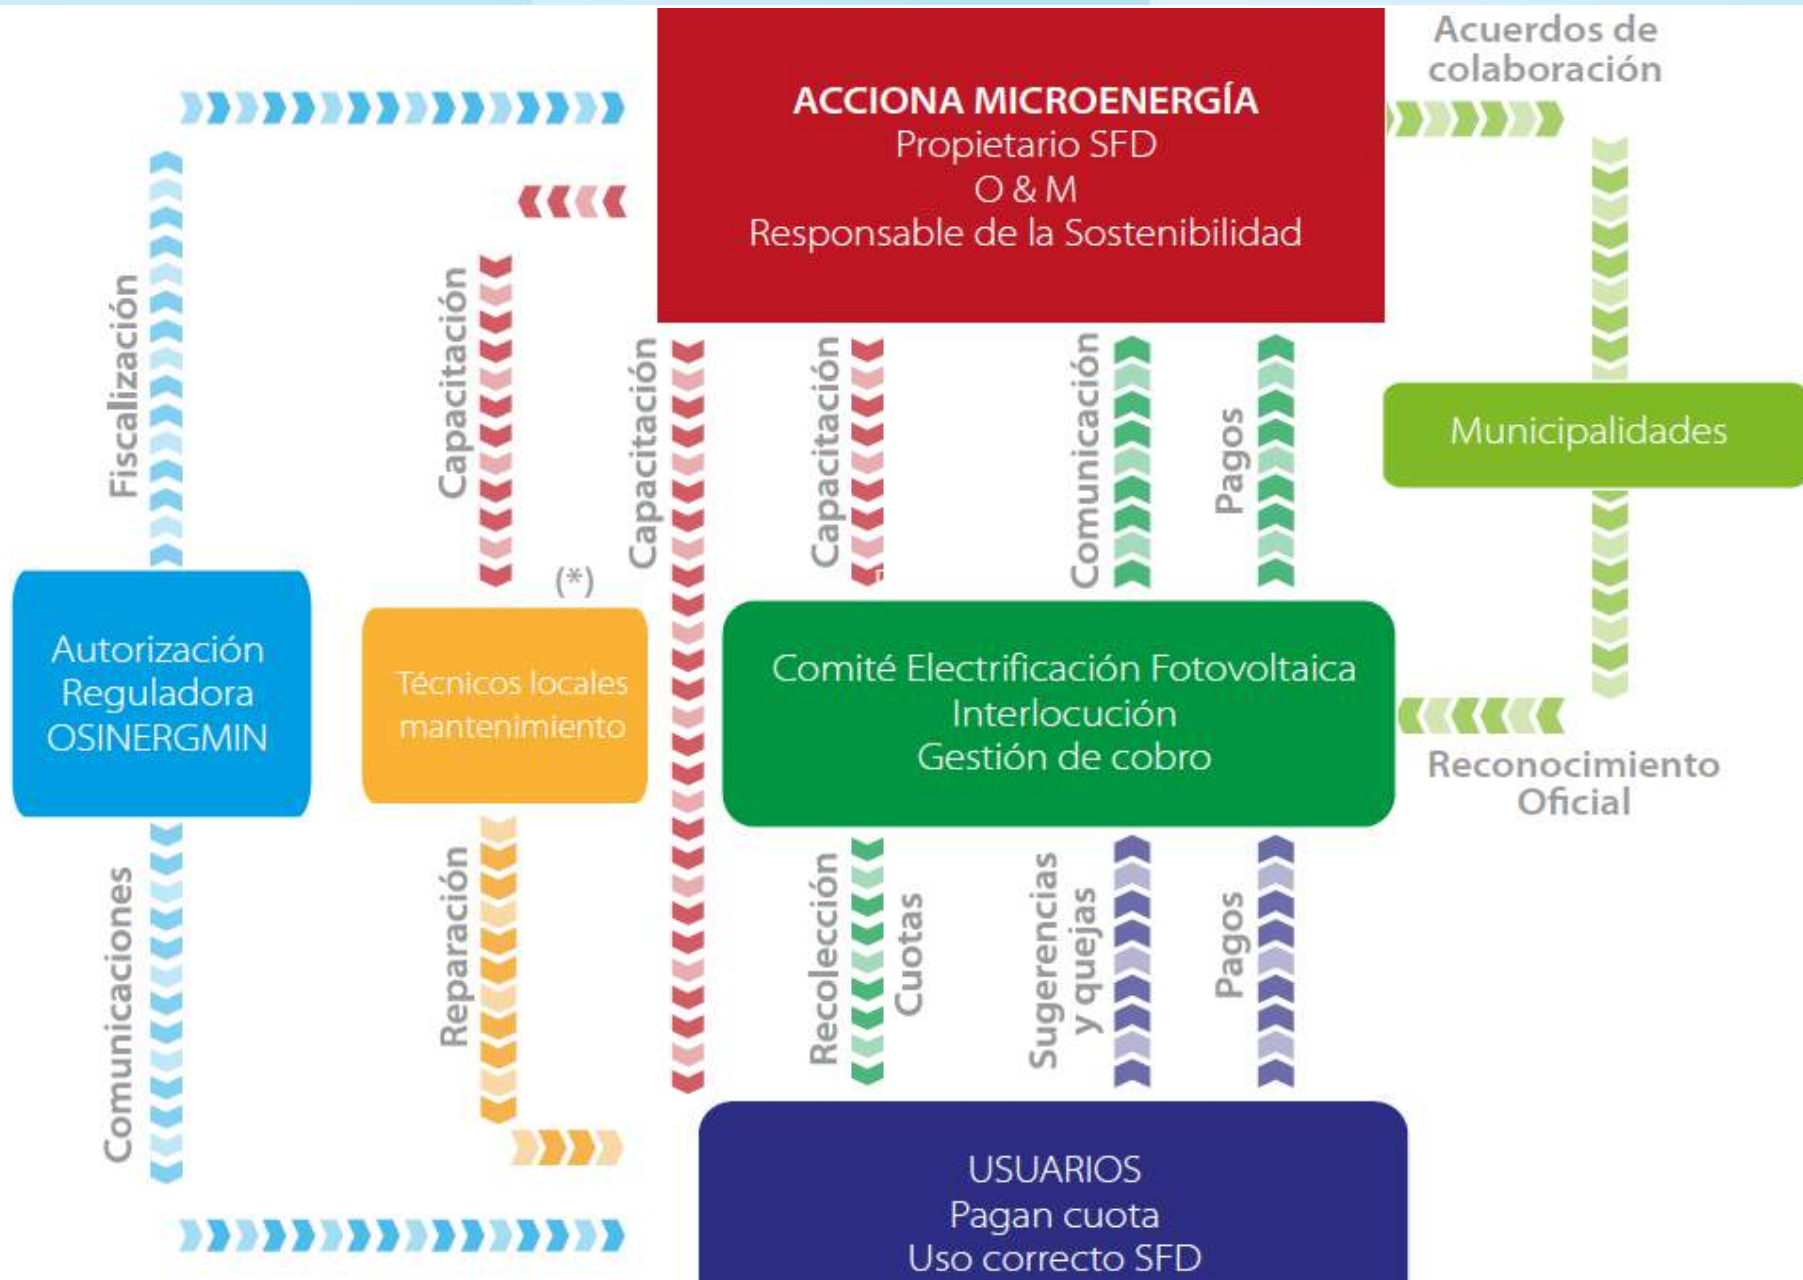 Acuerdos de
colaboración
ACCIONA MICROENERGÍA
Propietario SFD
O & M
Responsable de la Sostenibilidad
Fiscalización
Capacitación
Capacitación
Capacitación
Comunicación
Pagos
Municipalidades
(*)
Autorización
Reguladora
OSINERGMIN
Técnicos locales
mantenimiento
Comité Electrificación Fotovoltaica
Interlocución
Gestión de cobro
Reconocimiento
Oficial
Comunicaciones
Reparación
Recolección
Cuotas
Sugerencias
y quejas
Pagos
USUARIOS
Pagan cuota
Uso correcto SFD